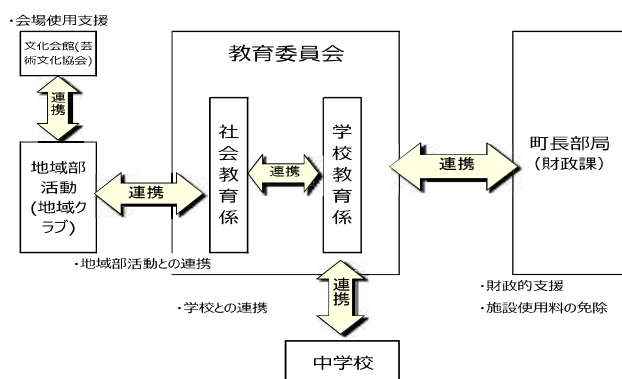 ・会場使用支援
文化会館(芸
術文化協会)
連携
地域部
活動
(地域ク
ラブ)
連携
・地域部活動との連携
教育委員会
社会教育係
連携
学校教育係
・学校との連携
連携
中学校
連携
町長部局
(財政課)
・財政的支援
・施設使用料の免除